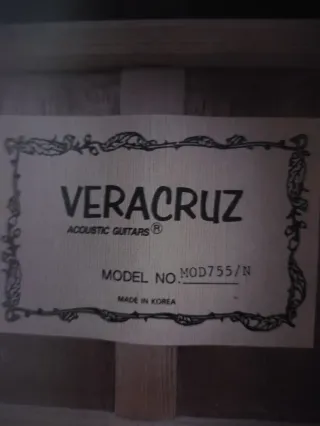 VERACRUZ
ACOUSTIC GUITARS®
MODEL NO. MOD755/N
MADE IN KOREA